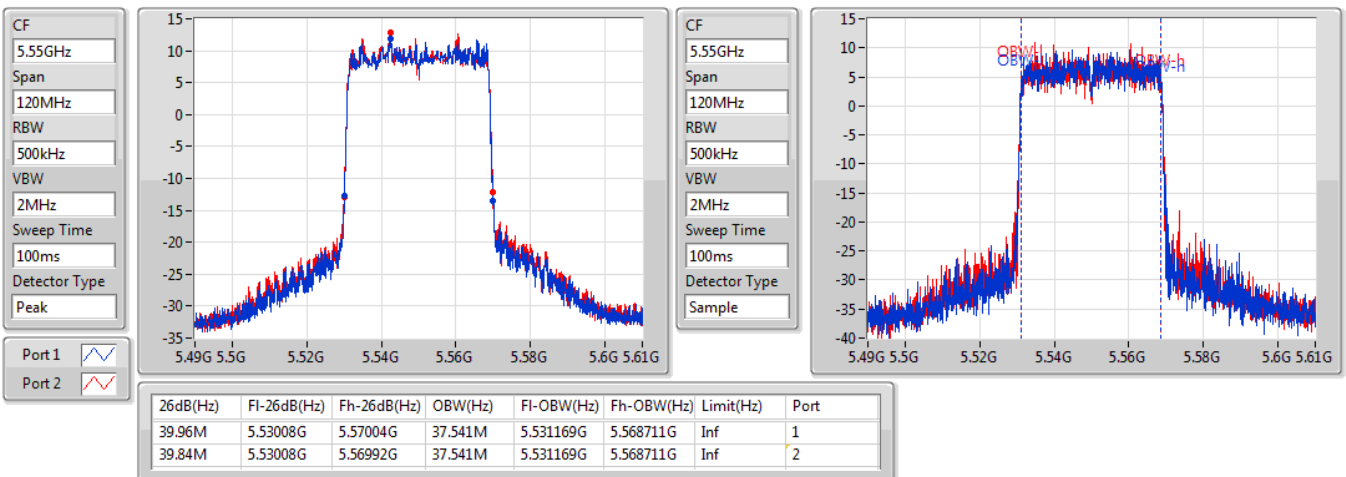 CF
5.55GHz
Span
120MHz
RBW
500kHz
VBW
2MHz
Sweep Time
100ms
Detector Type
Peak
Port 1
Port 2
15
10
5
0
-5
-10
-15
-20
-25
-30
-35
5.49G 5.5G 5.52G 5.54G 5.56G 5.58G 5.6G 5.61G
CF
5.55GHz
Span
120MHz
RBW
500kHz
VBW
2MHz
Sweep Time
100ms
Detector Type
Sample
15
10
5
0
-5
-10
-15
-20
-25
-30
-35
-40
5.49G 5.5G 5.52G 5.54G 5.56G 5.58G 5.6G 5.61G
26dB(Hz) Fl-26dB(Hz) Fh-26dB(Hz) OBW(Hz) Fl-OBW(Hz) Fh-OBW(Hz) Limit(Hz) Port
39.96M 5.53008G 5.57004G 37.541M 5.531169G 5.568711G Inf 1
39.84M 5.53008G 5.56992G 37.541M 5.531169G 5.568711G Inf 2